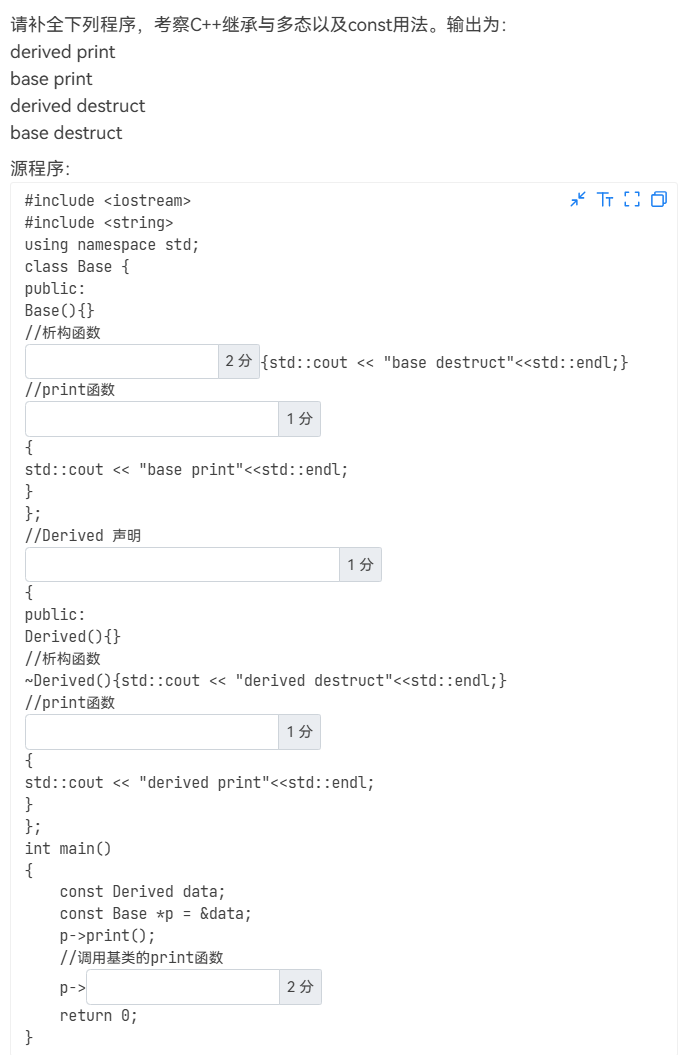 请补全下列程序，考察C++继承与多态以及const用法。输出为：
derived print
base print
derived destruct
base destruct
源程序：
#include <iostream>
#include <string>
using namespace std;
class Base {
public:
Base(){}
//析构函数
2 分{std::cout << "base destruct"<<std::endl;}
//print函数
1 分
{
std::cout << "base print"<<std::endl;
}
};
//Derived 声明
1 分
{
public:
Derived(){}
//析构函数
~Derived(){std::cout << "derived destruct"<<std::endl;}
//print函数
1 分
{
std::cout << "derived print"<<std::endl;
}
};
int main()
{
    const Derived data;
    const Base *p = &data;
    p->print();
    //调用基类的print函数
    p-> 2 分
    return 0;
}